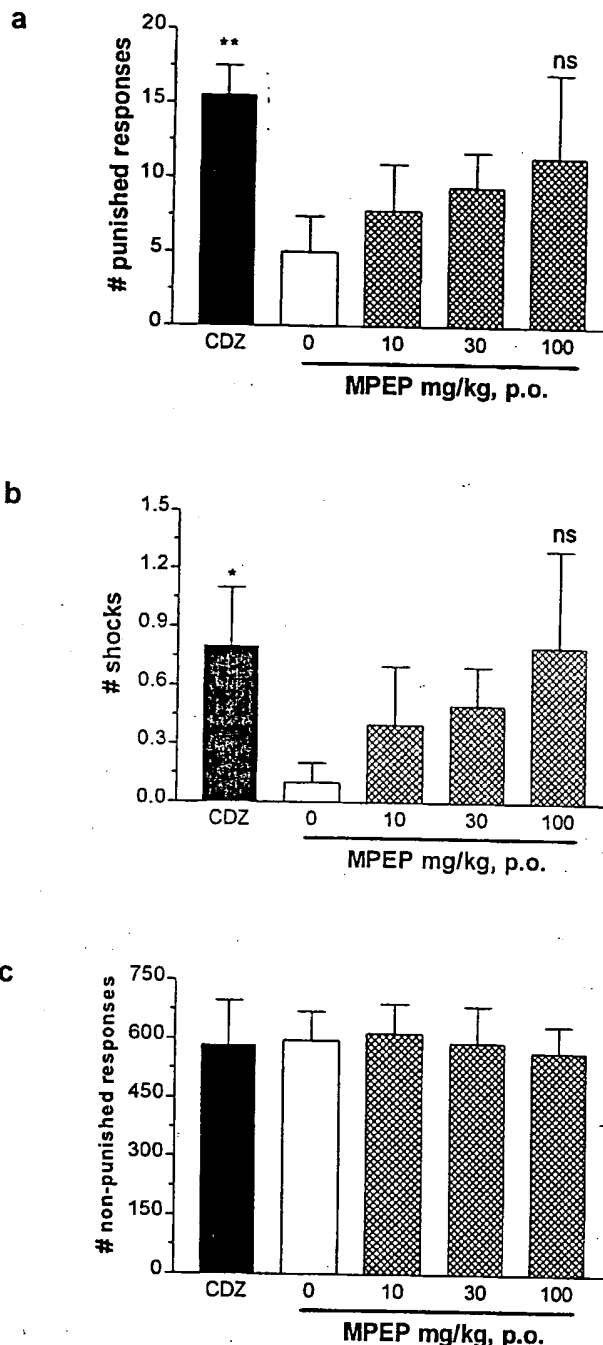 a
20
15
10
5
0
# punished responses
**
ns
CDZ 0 10 30 100
MPEP mg/kg, p.o.
b
1.5
1.2
0.9
0.6
0.3
0.0
# shocks
*
ns
CDZ 0 10 30 100
MPEP mg/kg, p.o.
c
750
600
450
300
150
0
# non-punished responses
CDZ 0 10 30 100
MPEP mg/kg, p.o.